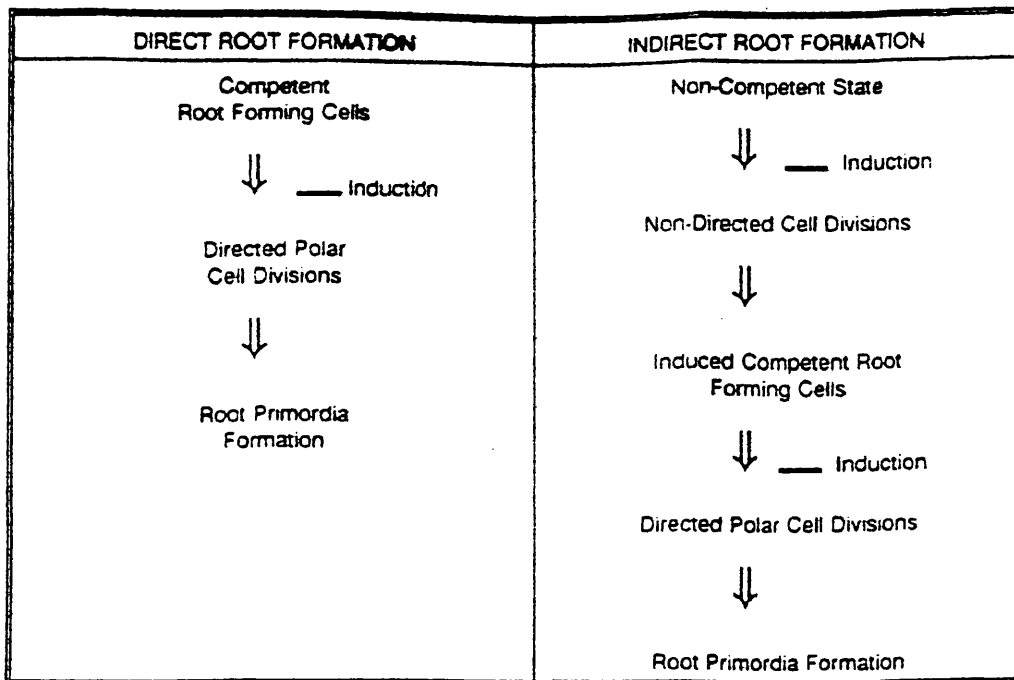 DIRECT ROOT FORMATION
Competent
Root Forming Cells
Induction
Directed Polar
Cell Divisions
Root Primordia
Formation
INDIRECT ROOT FORMATION
Non-Competent State
Induction
Non-Directed Cell Divisions
Induced Competent Root
Forming Cells
Induction
Directed Polar Cell Divisions
Root Primordia Formation